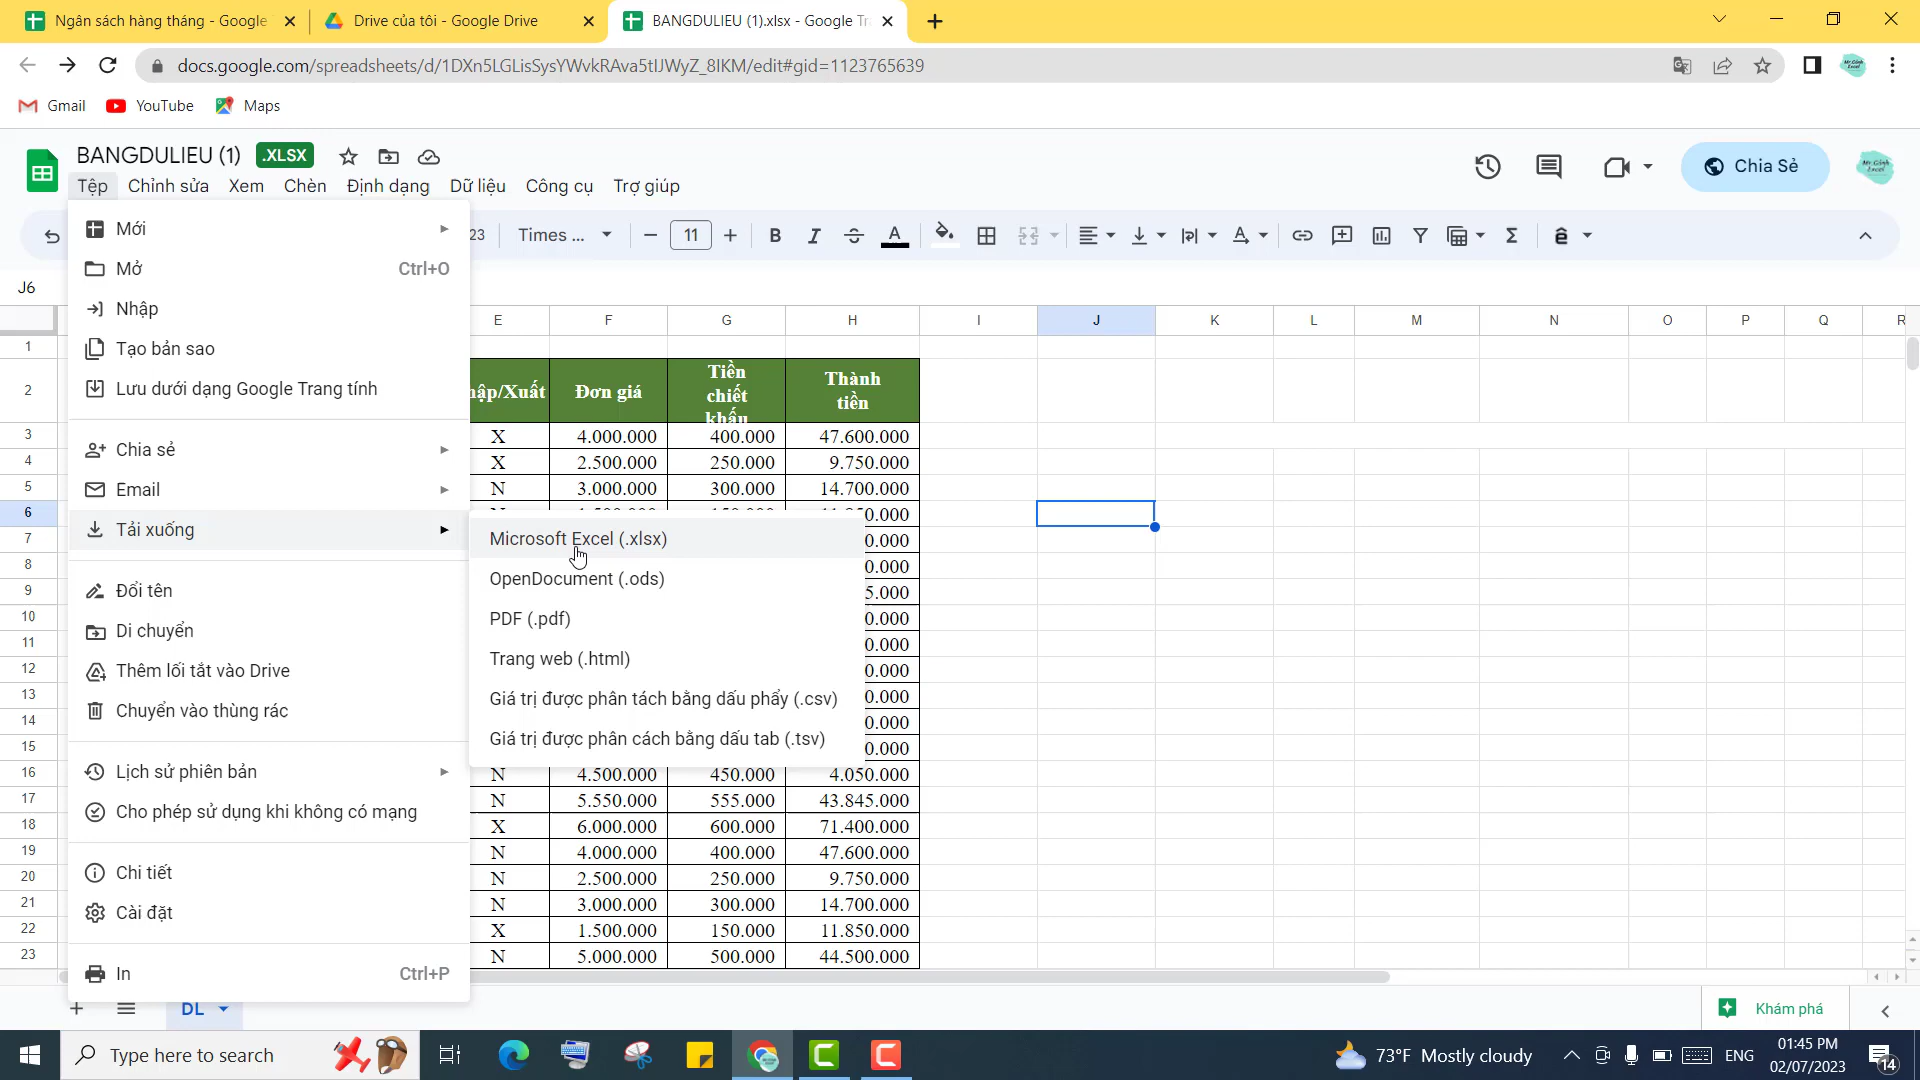 Ngân sách hàng tháng - Google
Drive của tôi - Google Drive
BANGDULIEU (1).xlsx - Google Tra
docs.google.com/spreadsheets/d/1DXn5LGLisSysYWvkRAva5tIJWyZ_8IKM/edit#gid=1123765639
Gmail
YouTube
Maps
BANGDULIEU (1)
.XLSX
Chia Sẻ
Tệp
Chỉnh sửa
Xem
Chèn
Định dạng
Dữ liệu
Công cụ
Trợ giúp
23
Times ...
11
J6
Mới
Mở Ctrl+O
Nhập
Tạo bản sao
Lưu dưới dạng Google Trang tính
Chia sẻ
Email
Tải xuống
Đổi tên
Di chuyển
Thêm lối tắt vào Drive
Chuyển vào thùng rác
Lịch sử phiên bản
Cho phép sử dụng khi không có mạng
Chi tiết
Cài đặt
In Ctrl+P
Microsoft Excel (.xlsx)
OpenDocument (.ods)
PDF (.pdf)
Trang web (.html)
Giá trị được phân tách bằng dấu phẩy (.csv)
Giá trị được phân cách bằng dấu tab (.tsv)
E F G H I J K L M N O P Q R
1
2 Đơn giá Tiền chiết khấu Thành tiền
3 X 4.000.000 400.000 47.600.000
4 X 2.500.000 250.000 9.750.000
5 N 3.000.000 300.000 14.700.000
6
7 0.000
8 0.000
9 5.000
10 0.000
11 0.000
12 0.000
13 0.000
14 0.000
15 0.000
16 N 4.500.000 450.000 4.050.000
17 N 5.550.000 555.000 43.845.000
18 X 6.000.000 600.000 71.400.000
19 N 4.000.000 400.000 47.600.000
20 N 2.500.000 250.000 9.750.000
21 N 3.000.000 300.000 14.700.000
22 X 1.500.000 150.000 11.850.000
23 N 5.000.000 500.000 44.500.000
DL
Khám phá
Type here to search
73°F Mostly cloudy
ENG
01:45 PM
02/07/2023
14